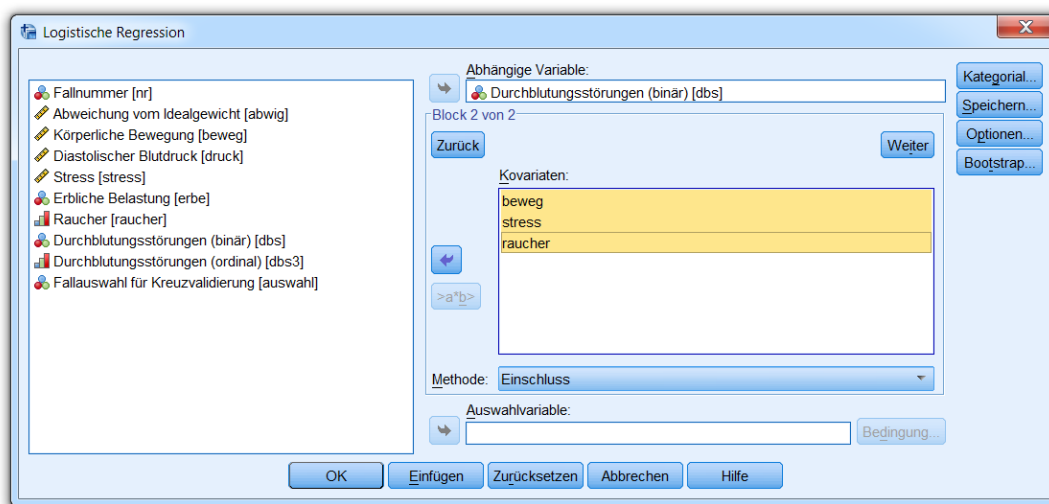 Logistische Regression
Fallnummer [nr]
Abweichung vom Idealgewicht [abwig]
Körperliche Bewegung [beweg]
Diastolischer Blutdruck [druck]
Stress [stress]
Erbliche Belastung [erbe]
Raucher [raucher]
Durchblutungsstörungen (binär) [dbs]
Durchblutungsstörungen (ordinal) [dbs3]
Fallauswahl für Kreuzvalidierung [auswahl]
Abhängige Variable:
Durchblutungsstörungen (binär) [dbs]
Block 2 von 2
Zurück
Weiter
Kovariaten:
beweg
stress
raucher
>a*b>
Methode:
Einschluss
Auswahlvariable:
Bedingung...
Kategorial...
Speichern...
Optionen...
Bootstrap...
OK
Einfügen
Zurücksetzen
Abbrechen
Hilfe